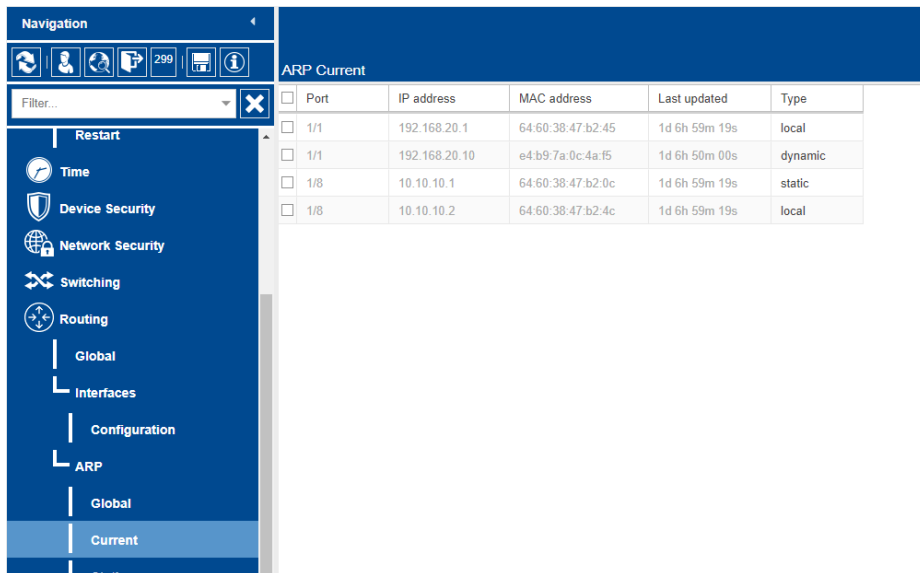 Navigation
299
ARP Current
Filter...
Port IP address MAC address Last updated Type
1/1 192.168.20.1 64:60:38:47:b2:45 1d 6h 59m 19s local
1/1 192.168.20.10 e4:b9:7a:0c:4a:f5 1d 6h 50m 00s dynamic
1/8 10.10.10.1 64:60:38:47:b2:0c 1d 6h 59m 19s static
1/8 10.10.10.2 64:60:38:47:b2:4c 1d 6h 59m 19s local
Restart
Time
Device Security
Network Security
Switching
Routing
Global
Interfaces
Configuration
ARP
Global
Current